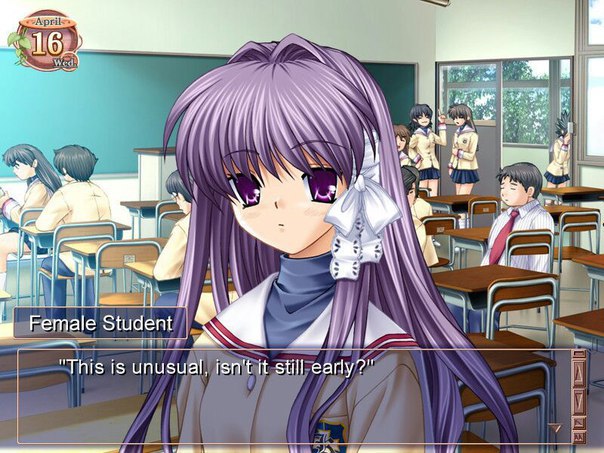 April
16
Wed.
Female Student
"This is unusual, isn't it still early?"